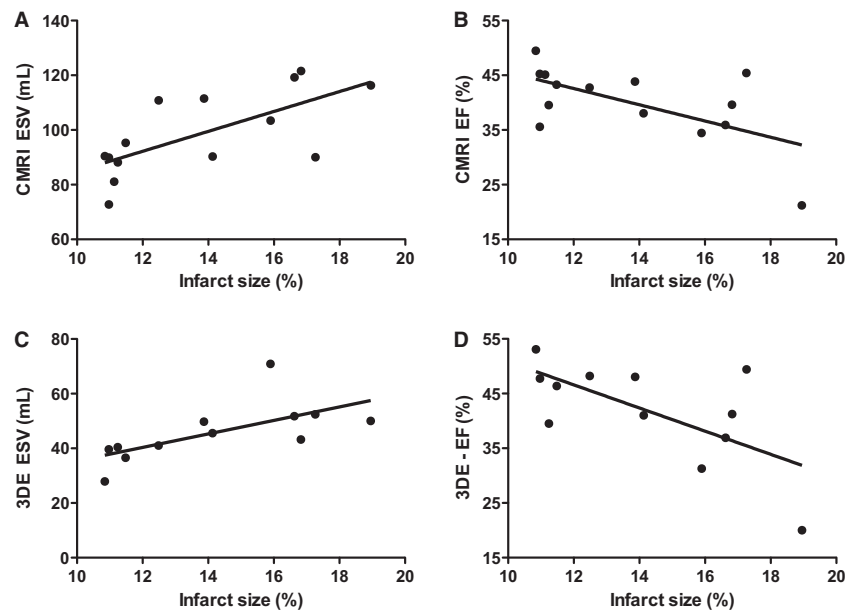 A
CMRI ESV (mL)
140
120
100
80
60
10 12 14 16 18 20
Infarct size (%)
B
CMRI EF (%)
55
45
35
25
15
10 12 14 16 18 20
Infarct size (%)
C
3DE ESV (mL)
80
60
40
20
0
10 12 14 16 18 20
Infarct size (%)
D
3DE - EF (%)
55
45
35
25
15
10 12 14 16 18 20
Infarct size (%)